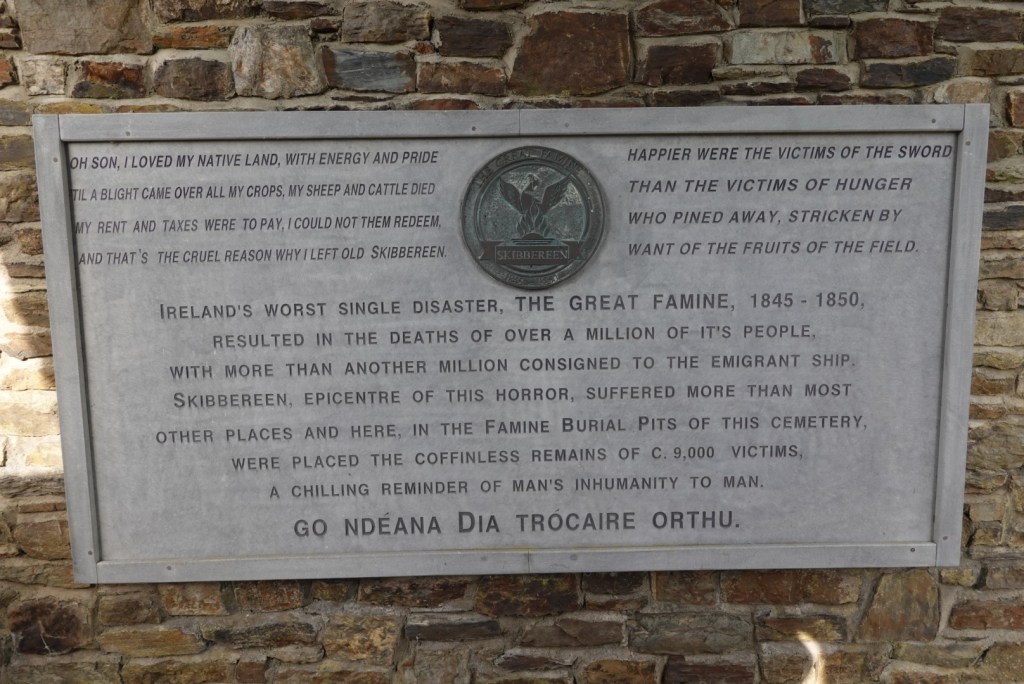 OH SON, I LOVED MY NATIVE LAND, WITH ENERGY AND PRIDE
'TIL A BLIGHT CAME OVER ALL MY CROPS, MY SHEEP AND CATTLE DIED
MY RENT AND TAXES WERE TO PAY, I COULD NOT THEM REDEEM,
AND THAT'S THE CRUEL REASON WHY I LEFT OLD SKIBBEREEN.
SKIBBEREEN
HAPPIER WERE THE VICTIMS OF THE SWORD
THAN THE VICTIMS OF HUNGER
WHO PINED AWAY, STRICKEN BY
WANT OF THE FRUITS OF THE FIELD.
IRELAND'S WORST SINGLE DISASTER, THE GREAT FAMINE, 1845 - 1850,
RESULTED IN THE DEATHS OF OVER A MILLION OF IT'S PEOPLE,
WITH MORE THAN ANOTHER MILLION CONSIGNED TO THE EMIGRANT SHIP.
SKIBBEREEN, EPICENTRE OF THIS HORROR, SUFFERED MORE THAN MOST
OTHER PLACES AND HERE, IN THE FAMINE BURIAL PITS OF THIS CEMETERY,
WERE PLACED THE COFFINLESS REMAINS OF C. 9,000 VICTIMS,
A CHILLING REMINDER OF MAN'S INHUMANITY TO MAN.
GO NDÉANA DIA TRÓCAIRE ORTHU.